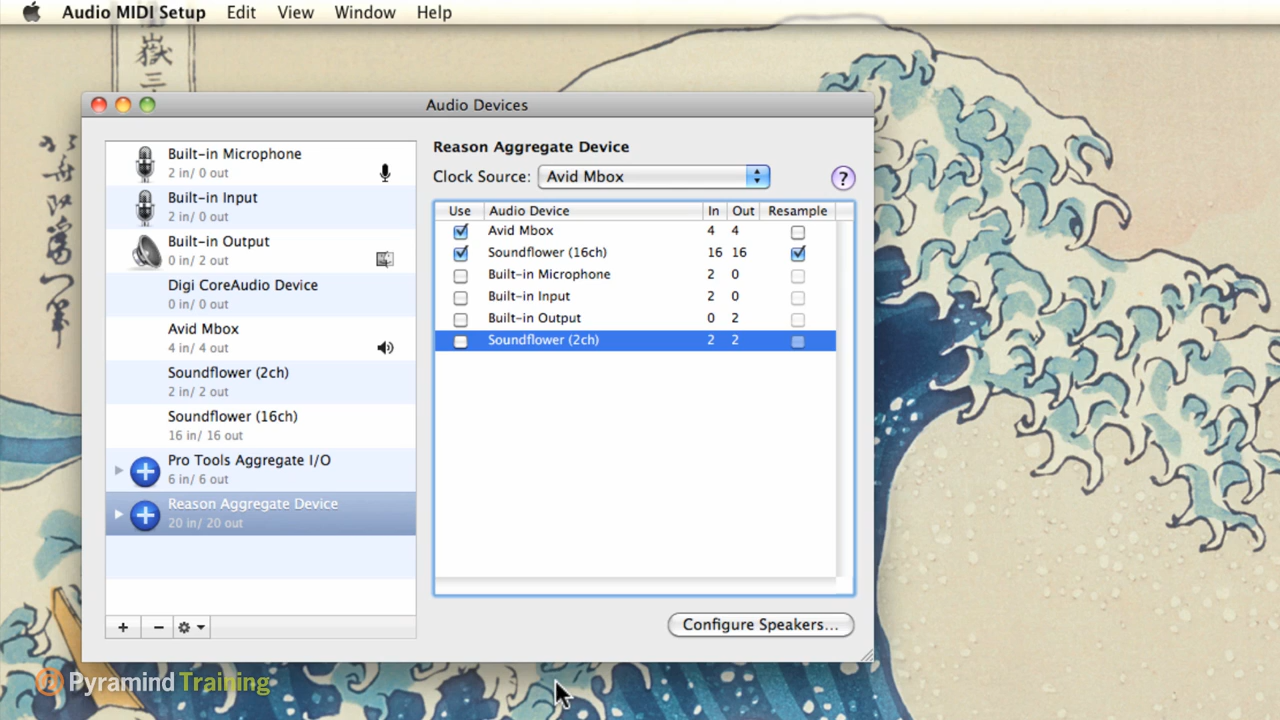 Audio MIDI Setup Edit View Window Help
嶽
三
Audio Devices
Built-in Microphone
2 in/ 0 out
Built-in Input
2 in/ 0 out
Built-in Output
0 in/ 2 out
Digi CoreAudio Device
0 in/ 0 out
Avid Mbox
4 in/ 4 out
Soundflower (2ch)
2 in/ 2 out
Soundflower (16ch)
16 in/ 16 out
Pro Tools Aggregate I/O
6 in/ 6 out
Reason Aggregate Device
20 in/ 20 out
Reason Aggregate Device
Clock Source: Avid Mbox ?
Use Audio Device In Out Resample
Avid Mbox 4 4
Soundflower (16ch) 16 16
Built-in Microphone 2 0
Built-in Input 2 0
Built-in Output 0 2
Soundflower (2ch) 2 2
Configure Speakers...
Pyramind Training